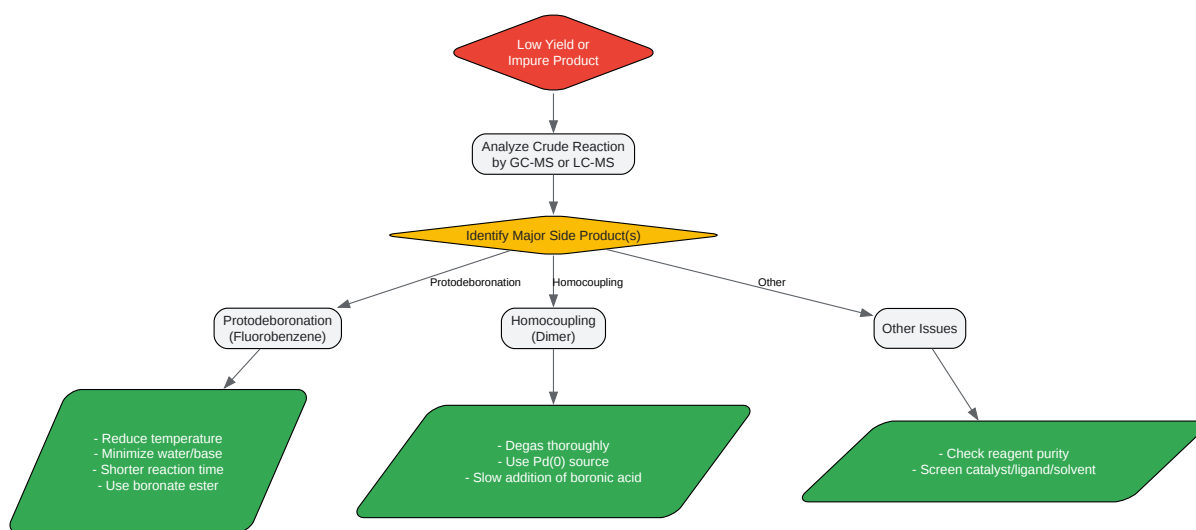 Low Yield or
Impure Product
Analyze Crude Reaction
by GC-MS or LC-MS
Identify Major Side Product(s)
Protodeboronation
Homocoupling
Other
Protodeboronation
(Fluorobenzene)
Homocoupling
(Dimer)
Other Issues
- Reduce temperature
- Minimize water/base
- Shorter reaction time
- Use boronate ester
- Degas thoroughly
- Use Pd(0) source
- Slow addition of boronic acid
- Check reagent purity
- Screen catalyst/ligand/solvent